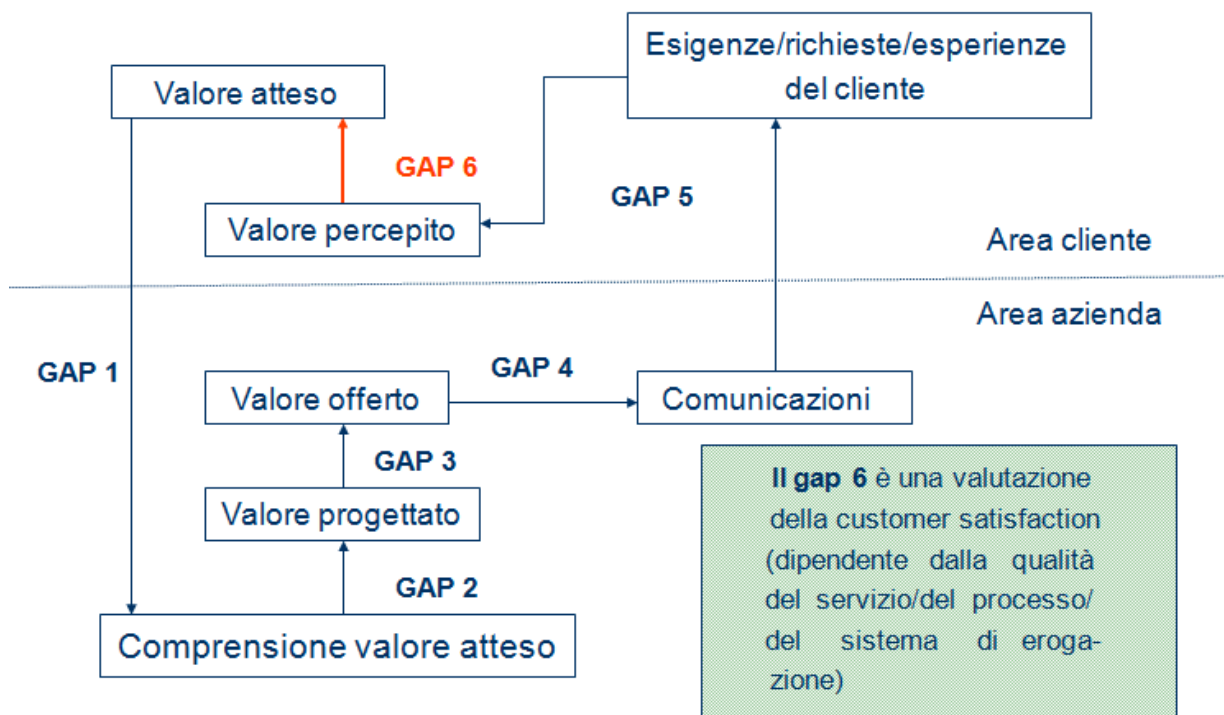 Esigenze/richieste/esperienze
del cliente
Valore atteso
GAP 6
GAP 5
Valore percepito
Area cliente
Area azienda
GAP 1
GAP 4
Valore offerto
Comunicazioni
GAP 3
Valore progettato
GAP 2
Comprensione valore atteso
Il gap 6 è una valutazione
della customer satisfaction
(dipendente dalla qualità
del servizio/del processo/
del sistema di eroga-
zione)